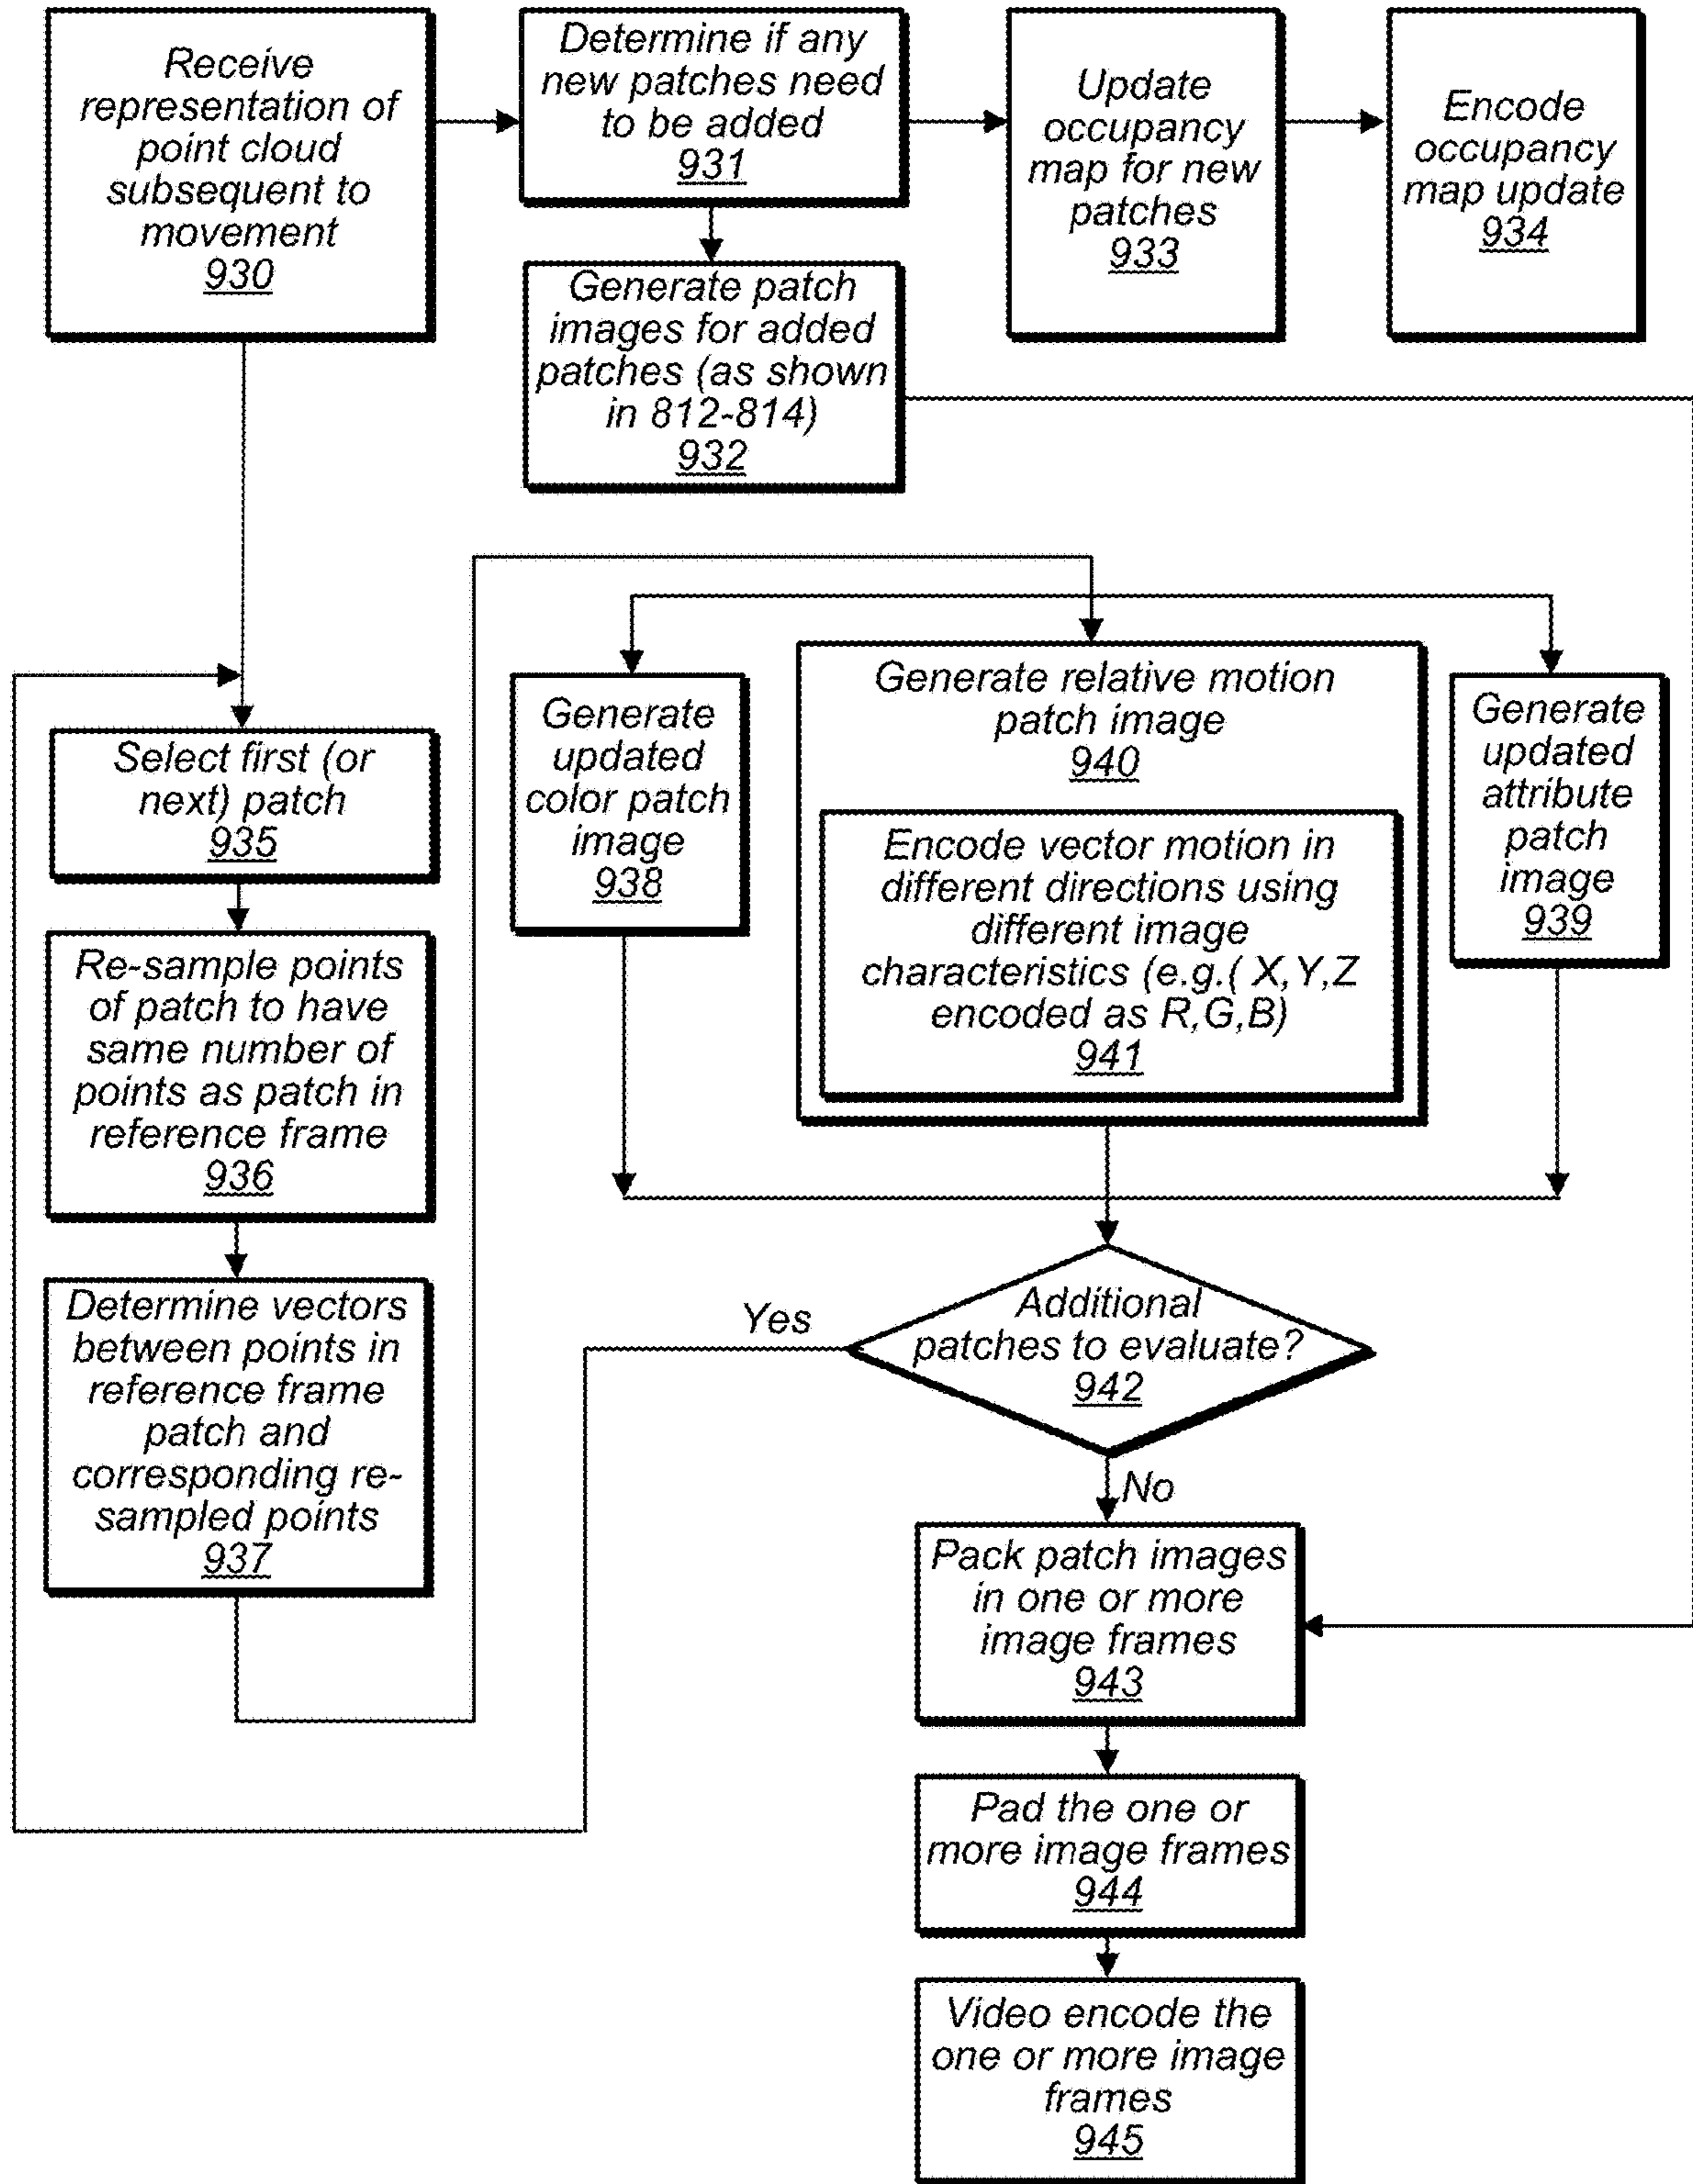 Receive
representation of
point cloud
subsequent to
movement
930
Determine if any
new patches need
to be added
931
Update
occupancy
map for new
patches
933
Encode
occupancy
map update
934
Generate patch
images for added
patches (as shown
in 812-814)
932
Select first (or
next) patch
935
Re-sample points
of patch to have
same number of
points as patch in
reference frame
936
Determine vectors
between points in
reference frame
patch and
corresponding re-
sampled points
937
Generate
updated
color patch
image
938
Generate relative motion
patch image
940
Encode vector motion in
different directions using
different image
characteristics (e.g.( X,Y,Z
encoded as R,G,B)
941
Generate
updated
attribute
patch
image
939
Additional
patches to evaluate?
942
Yes
No
Pack patch images
in one or more
image frames
943
Pad the one or
more image frames
944
Video encode the
one or more image
frames
945